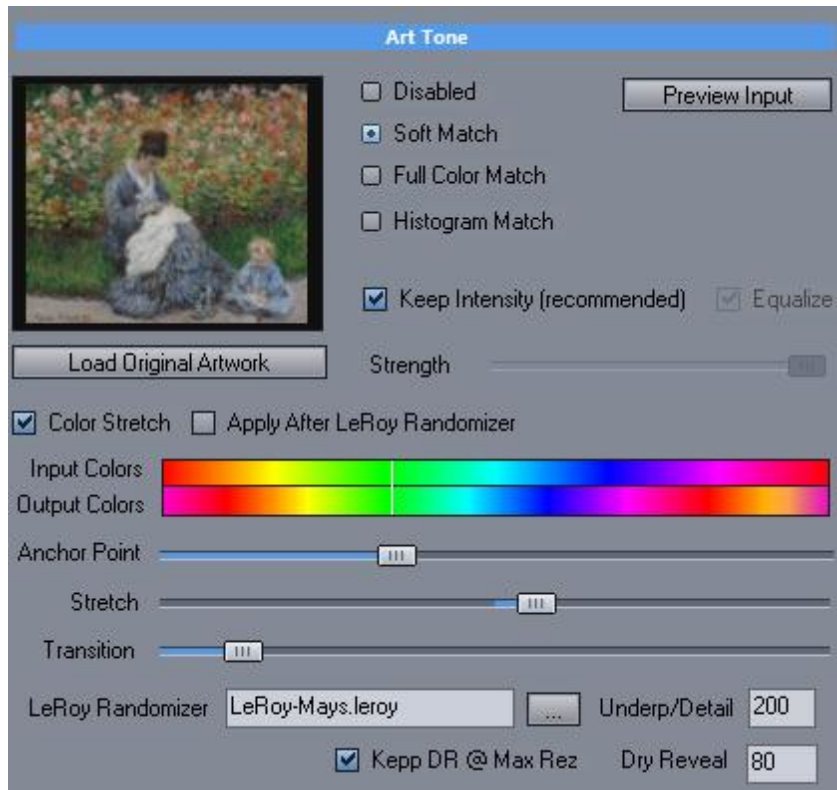 Art Tone
Disabled
Preview Input
Soft Match
Full Color Match
Histogram Match
Keep Intensity (recommended)
Equalize
Load Original Artwork
Strength
Color Stretch
Apply After LeRoy Randomizer
Input Colors
Output Colors
Anchor Point
Stretch
Transition
LeRoy Randomizer
LeRoy-Mays.leroy
...
Underp/Detail
200
Kepp DR @ Max Rez
Dry Reveal
80